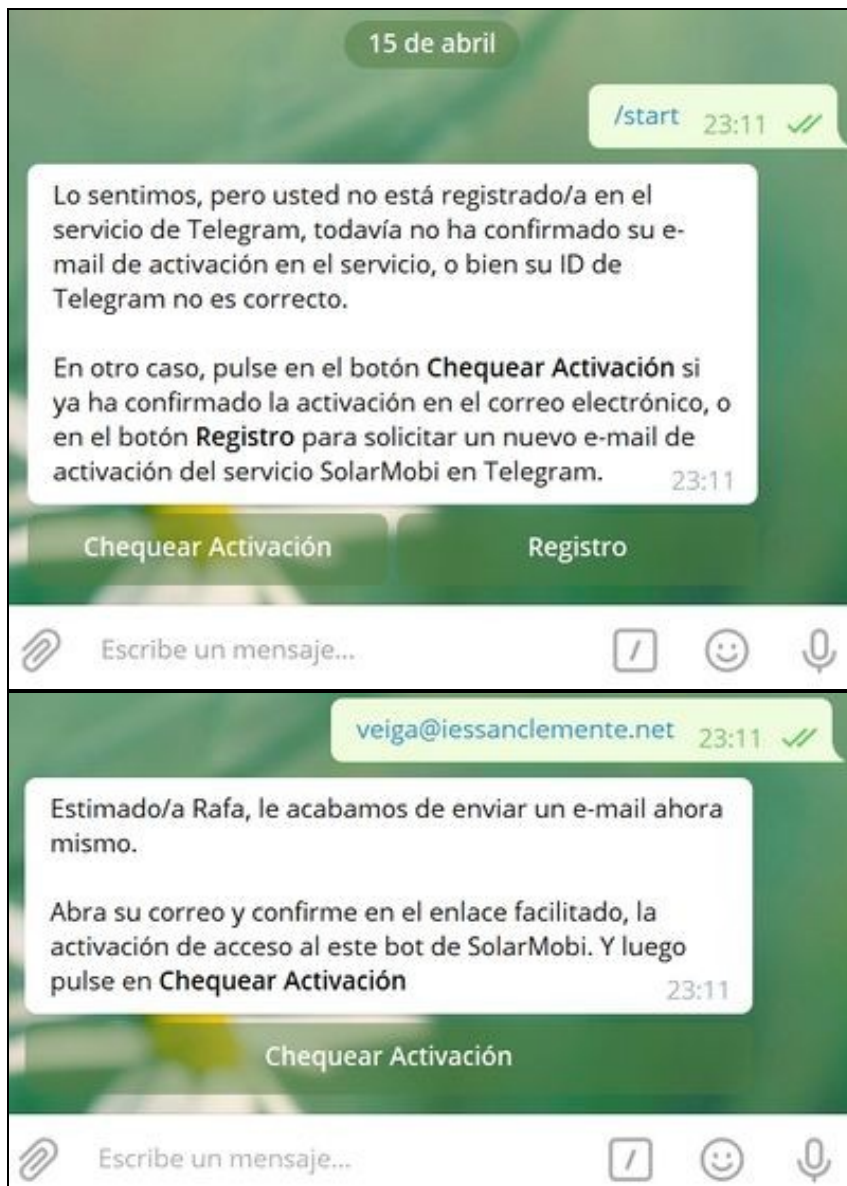 15 de abril
/start 23:11
Lo sentimos, pero usted no está registrado/a en el
servicio de Telegram, todavía no ha confirmado su e-
mail de activación en el servicio, o bien su ID de
Telegram no es correcto.
En otro caso, pulse en el botón Chequear Activación si
ya ha confirmado la activación en el correo electrónico, o
en el botón Registro para solicitar un nuevo e-mail de
activación del servicio SolarMobi en Telegram. 23:11
Chequear Activación Registro
Escribe un mensaje...
veiga@iessanclemente.net 23:11
Estimado/a Rafa, le acabamos de enviar un e-mail ahora
mismo.
Abra su correo y confirme en el enlace facilitado, la
activación de acceso al este bot de SolarMobi. Y luego
pulse en Chequear Activación 23:11
Chequear Activación
Escribe un mensaje...